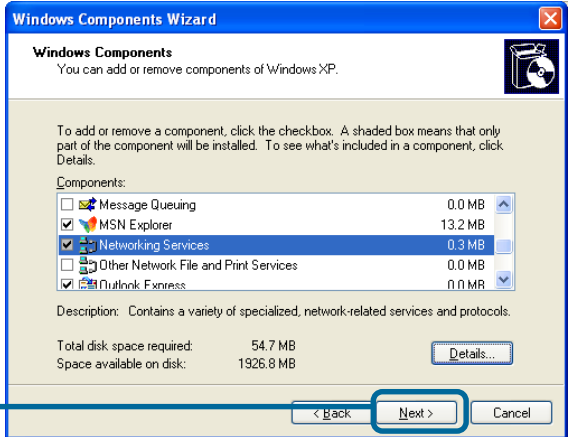 Windows Components Wizard
Windows Components
You can add or remove components of Windows XP.
To add or remove a component, click the checkbox. A shaded box means that only
part of the component will be installed. To see what's included in a component, click
Details.
Components:
Message Queuing 0.0 MB
MSN Explorer 13.2 MB
Networking Services 0.3 MB
Other Network File and Print Services 0.0 MB
Outlook Express 0.0 MB
Description: Contains a variety of specialized, network-related services and protocols.
Total disk space required: 54.7 MB
Space available on disk: 1926.8 MB
Details...
< Back Next > Cancel